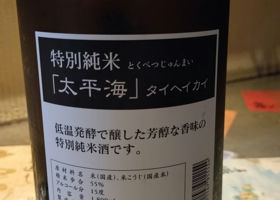 特別純米 とくべつじゅんまい
「太平海」タイヘイカイ
低温発酵で醸した芳醇な香味の
特別純米酒です。
原材料名 米(国産)、米こうじ(国産米)
精米歩合 55%
アルコール分 15度